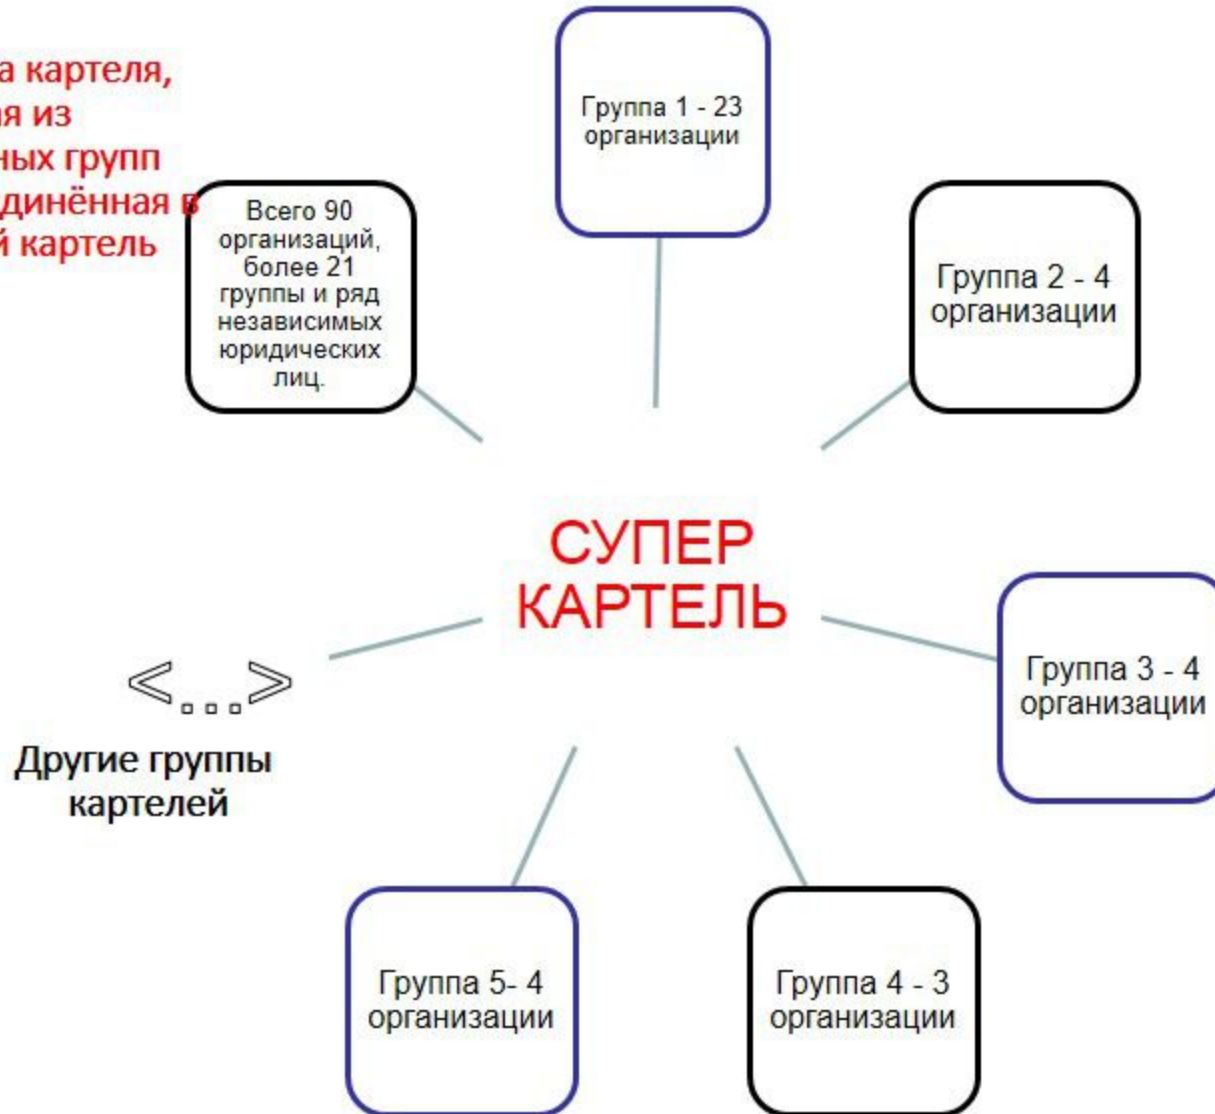 а картеля,
ая из
ных групп
динённая в
й картель
Группа 1 - 23
организации
Всего 90
организаций,
более 21
группы и ряд
независимых
юридических
лиц.
Группа 2 - 4
организации
СУПЕР
КАРТЕЛЬ
Группа 3 - 4
организации
<...>
Другие группы
картелей
Группа 5- 4
организации
Группа 4 - 3
организации